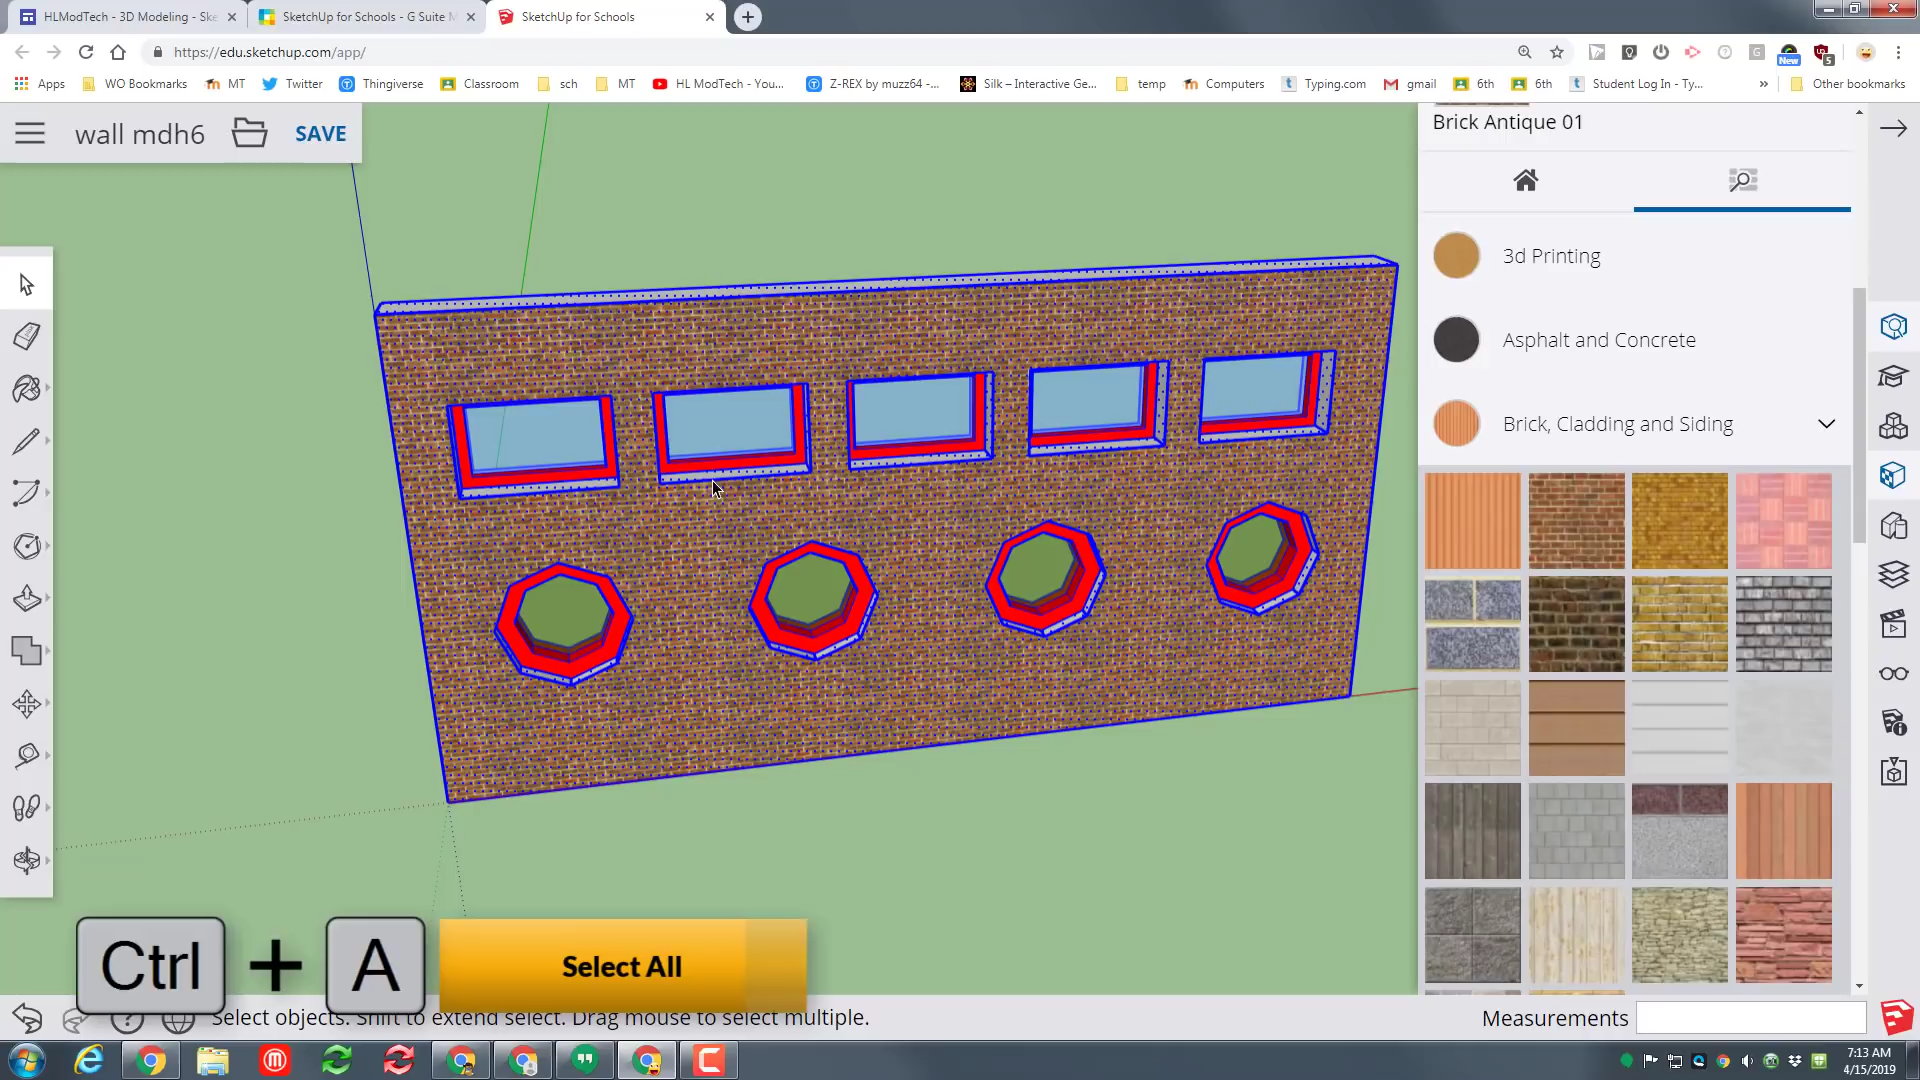 HLModTech - 3D Modeling - Ske
SketchUp for Schools - G Suite M
SketchUp for Schools
https://edu.sketchup.com/app/
New
5
Apps
WO Bookmarks
MT
Twitter
Thingiverse
Classroom
sch
MT
HL ModTech - You...
Z-REX by muzz64 -...
Silk – Interactive Ge...
temp
Computers
Typing.com
gmail
6th
6th
Student Log In - Ty...
»
Other bookmarks
wall mdh6
SAVE
Brick Antique 01
3d Printing
Asphalt and Concrete
Brick, Cladding and Siding
Ctrl + A
Select All
Select objects. Shift to extend select. Drag mouse to select multiple.
Measurements
7:13 AM
4/15/2019